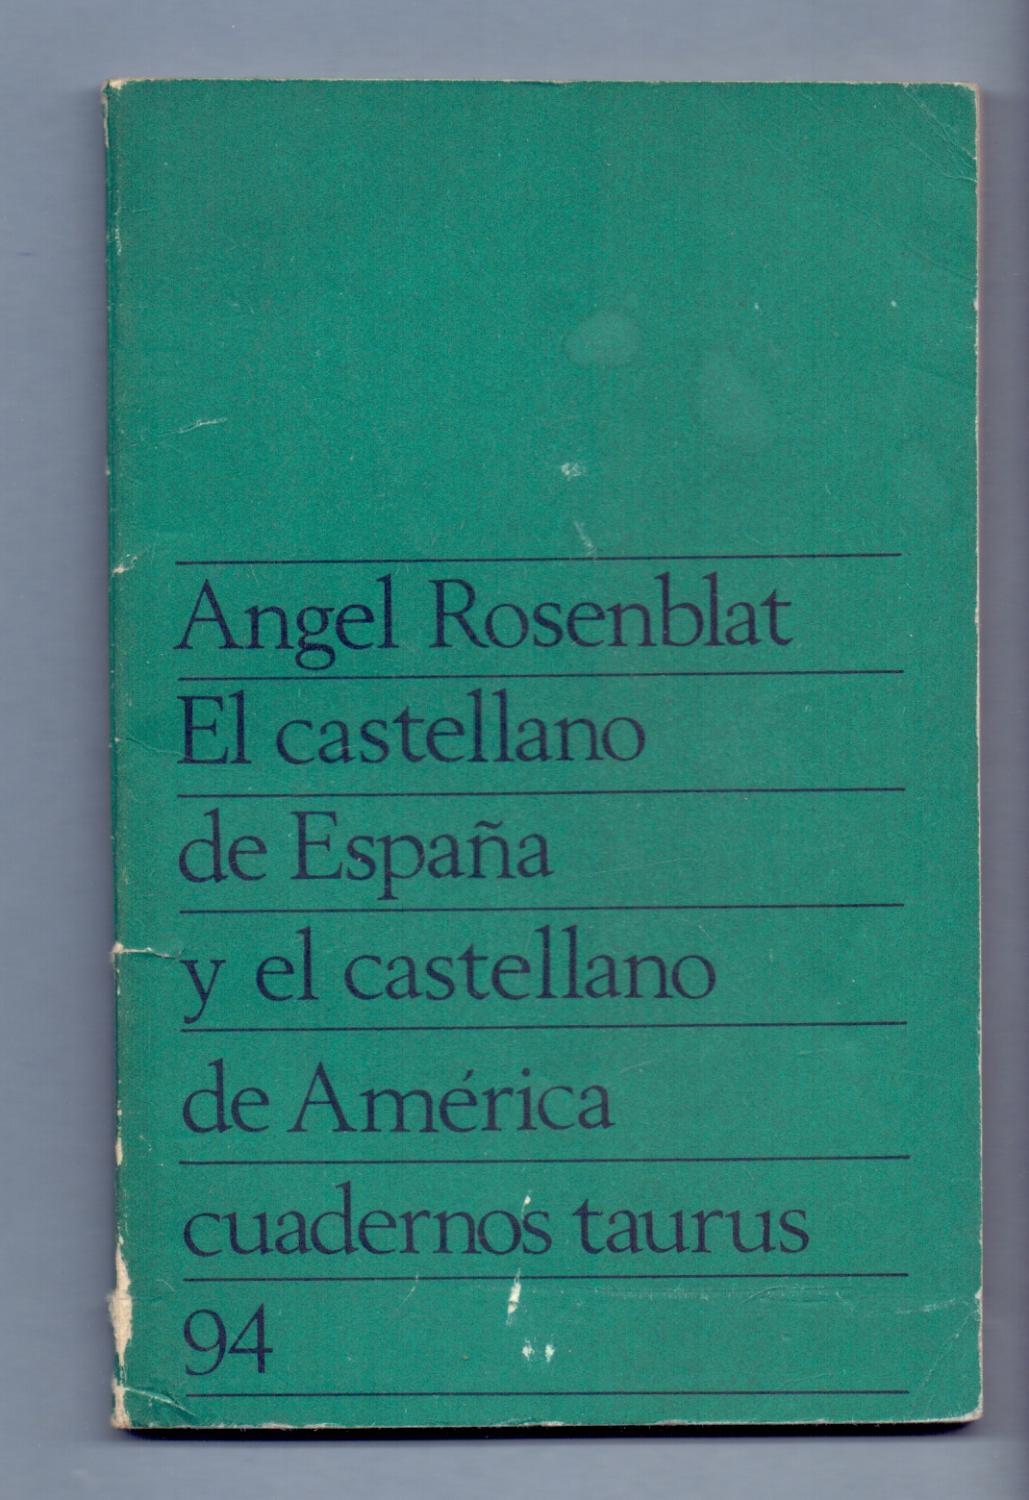 Angel Rosenblat
El castellano
de España
y el castellano
de América
cuadernos taurus
94